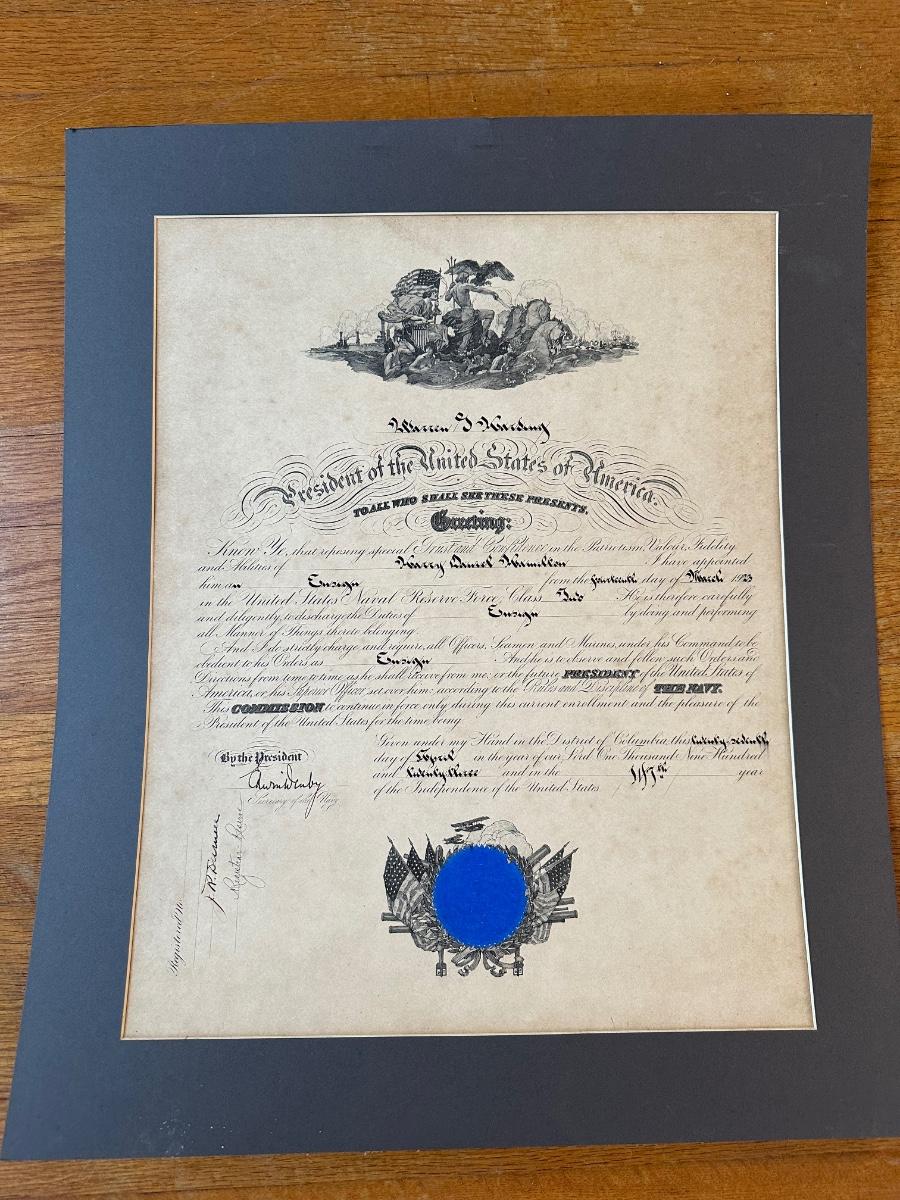 Warren G Harding
President of the United States of America.
TO ALL WHO SHALL SEE THESE PRESENTS,
Greeting:
Know Ye, that reposing special Trust and Confidence in the Patriotism, Valour, Fidelity
and Abilities of Harry Daniel Hamilton I have appointed
him an Ensign from the fourteenth day of March 1923
in the United States Naval Reserve Force, Class Two He is therefore carefully
and diligently to discharge the Duties of Ensign by doing and performing
all Manner of Things thereto belonging.
And I do strictly charge, and require, all Officers, Seamen and Marines, under his Command to be
obedient to his Orders as Ensign And he is to observe and follow such Orders and
Directions from time to time as he shall receive from me, or the future PRESIDENT of the United States of
America, or his Superior Officer set over him, according to the Rules and Discipline of THE NAVY.
This COMMISSION to continue in force only during this current enrollment and the pleasure of the
President of the United States for the time being.
Given under my Hand in the District of Columbia, this twenty-seventh
day of April in the year of our Lord One Thousand Nine Hundred
and twenty three and in the 147th year
of the Independence of the United States
By the President
Edwin Denby
Secretary of the Navy
Registered No.